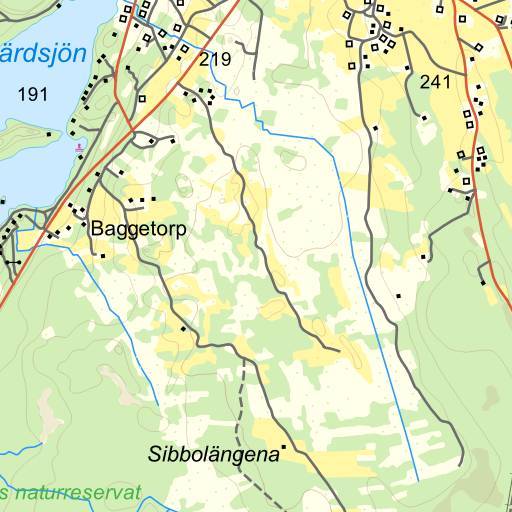 ärdsjön
219
191
241
Baggetorp
Sibbolängena
s naturreservat